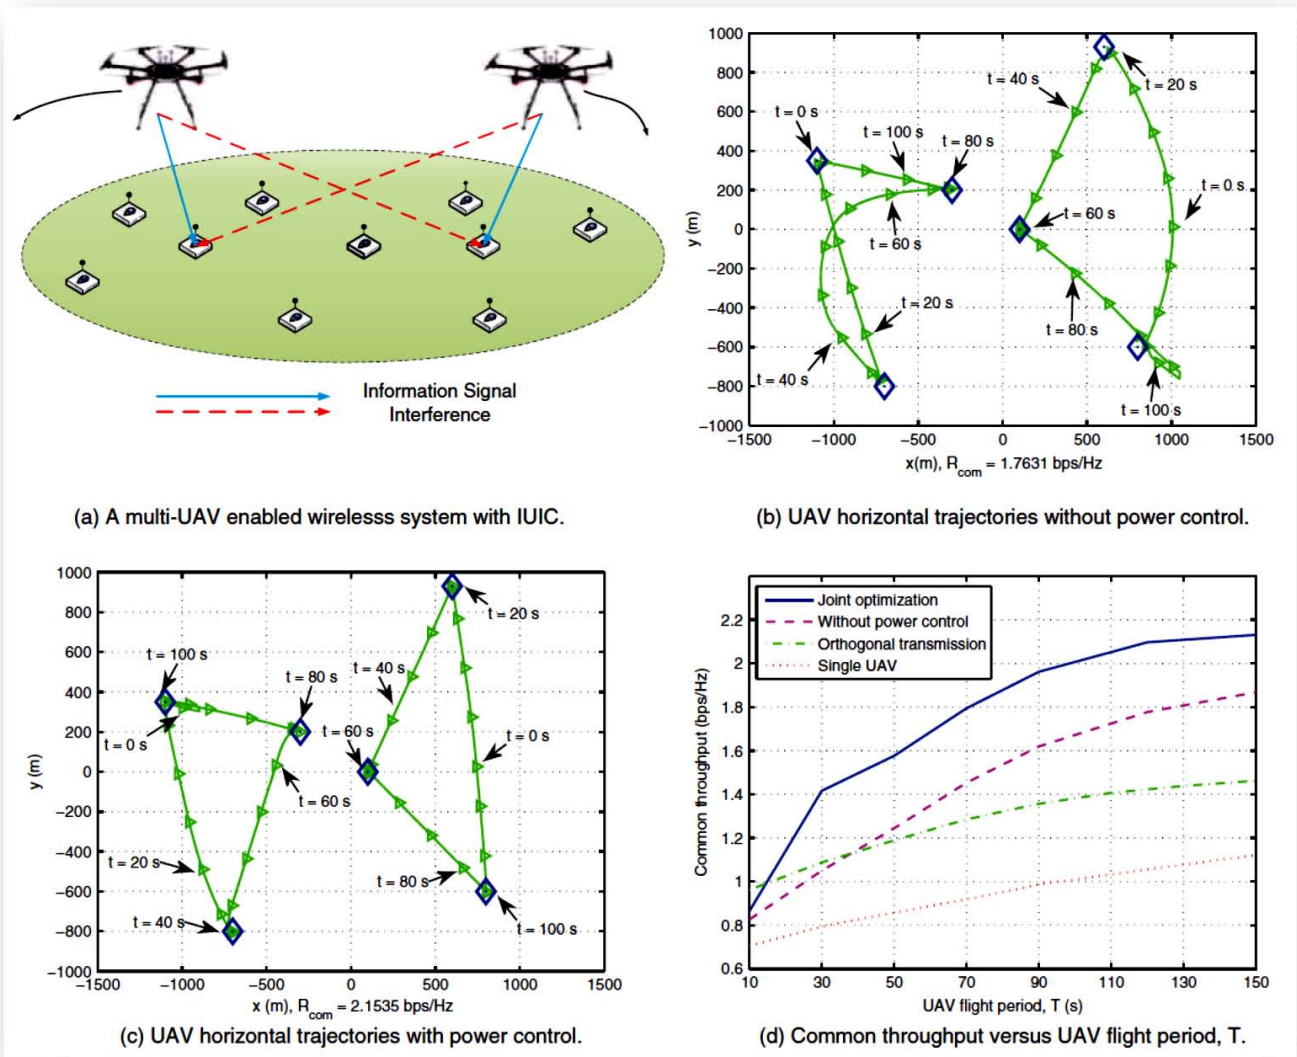 Information Signal
Interference
(a) A multi-UAV enabled wirelesss system with IUIC.
1000
800
600
400
200
0
−200
−400
−600
−800
−1000
y (m)
t = 0 s
t = 100 s
t = 80 s
t = 60 s
t = 20 s
t = 40 s
t = 40 s
t = 20 s
t = 0 s
t = 60 s
t = 80 s
t = 100 s
−1500 −1000 −500 0 500 1000 1500
x(m), Rcom = 1.7631 bps/Hz
(b) UAV horizontal trajectories without power control.
1000
800
600
400
200
0
−200
−400
−600
−800
−1000
y (m)
t = 100 s
t = 0 s
t = 80 s
t = 60 s
t = 20 s
t = 40 s
t = 20 s
t = 40 s
t = 60 s
t = 0 s
t = 80 s
t = 100 s
−1500 −1000 −500 0 500 1000 1500
x (m), Rcom = 2.1535 bps/Hz
(c) UAV horizontal trajectories with power control.
Joint optimization
Without power control
Orthogonal transmission
Single UAV
2.2
2
1.8
1.6
1.4
1.2
1
0.8
0.6
Common throughput (bps/Hz)
10 30 50 70 90 110 130 150
UAV flight period, T (s)
(d) Common throughput versus UAV flight period, T.